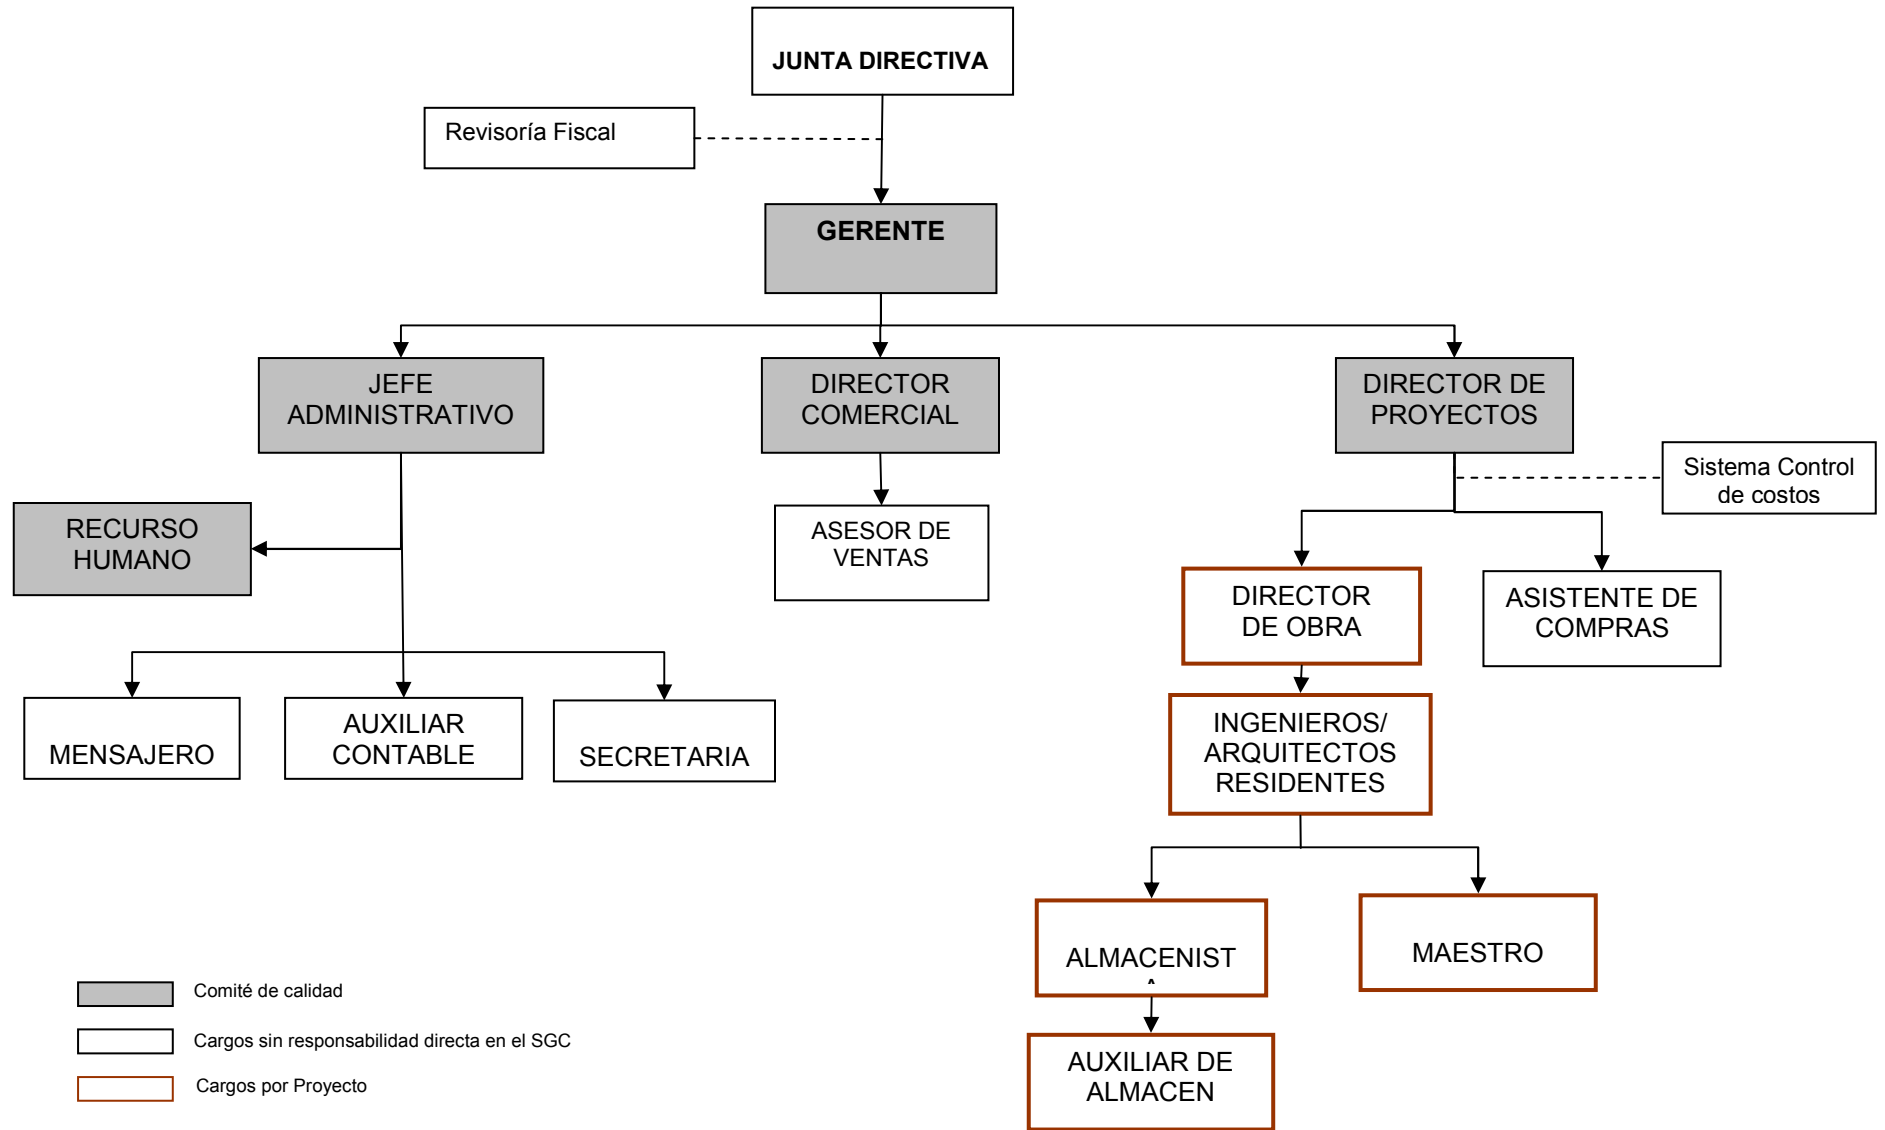 JUNTA DIRECTIVA
Revisoría Fiscal
GERENTE
JEFE
ADMINISTRATIVO
DIRECTOR
COMERCIAL
DIRECTOR DE
PROYECTOS
Sistema Control
de costos
RECURSO
HUMANO
ASESOR DE
VENTAS
DIRECTOR
DE OBRA
ASISTENTE DE
COMPRAS
MENSAJERO
AUXILIAR
CONTABLE
SECRETARIA
INGENIEROS/
ARQUITECTOS
RESIDENTES
ALMACENIST
A
MAESTRO
AUXILIAR DE
ALMACEN
Comité de calidad
Cargos sin responsabilidad directa en el SGC
Cargos por Proyecto